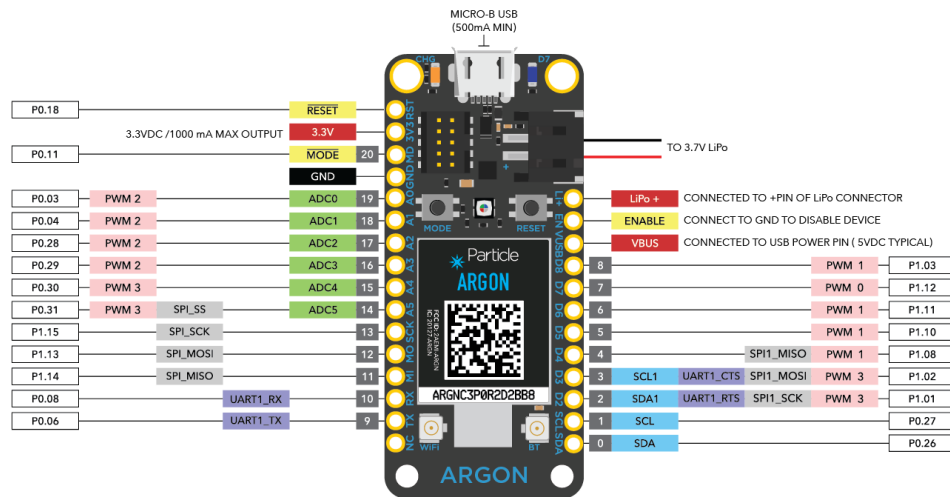 MICRO-B USB
(500mA MIN)
CHG
D7
P0.18 RESET RST
3.3VDC /1000 mA MAX OUTPUT 3.3V 3V3
P0.11 MODE 20 MD
GND GND
P0.03 PWM 2 ADC0 19 A0
P0.04 PWM 2 ADC1 18 A1
P0.28 PWM 2 ADC2 17 A2
P0.29 PWM 2 ADC3 16 A3
P0.30 PWM 3 ADC4 15 A4
P0.31 PWM 3 SPI_SS ADC5 14 A5
P1.15 SPI_SCK 13 SCK
P1.13 SPI_MOSI 12 MO
P1.14 SPI_MISO 11 MI
P0.08 UART1_RX 10 RX
P0.06 UART1_TX 9 TX
NC
+
TO 3.7V LiPo
MODE
RESET
Particle
ARGON
FCC ID: 2AEMI-ARGN
IC: 20127-ARGN
ARGNC3P0R2D2BB8
WiFi
BT
ARGON
Li+ LiPo + CONNECTED TO +PIN OF LiPo CONNECTOR
EN ENABLE CONNECT TO GND TO DISABLE DEVICE
VUSB VBUS CONNECTED TO USB POWER PIN ( 5VDC TYPICAL)
D8 8 PWM 1 P1.03
D7 7 PWM 0 P1.12
D6 6 PWM 1 P1.11
D5 5 PWM 1 P1.10
D4 4 SPI1_MISO PWM 1 P1.08
D3 3 SCL1 UART1_CTS SPI1_MOSI PWM 3 P1.02
D2 2 SDA1 UART1_RTS SPI1_SCK PWM 3 P1.01
SCL 1 SCL P0.27
SDA 0 SDA P0.26